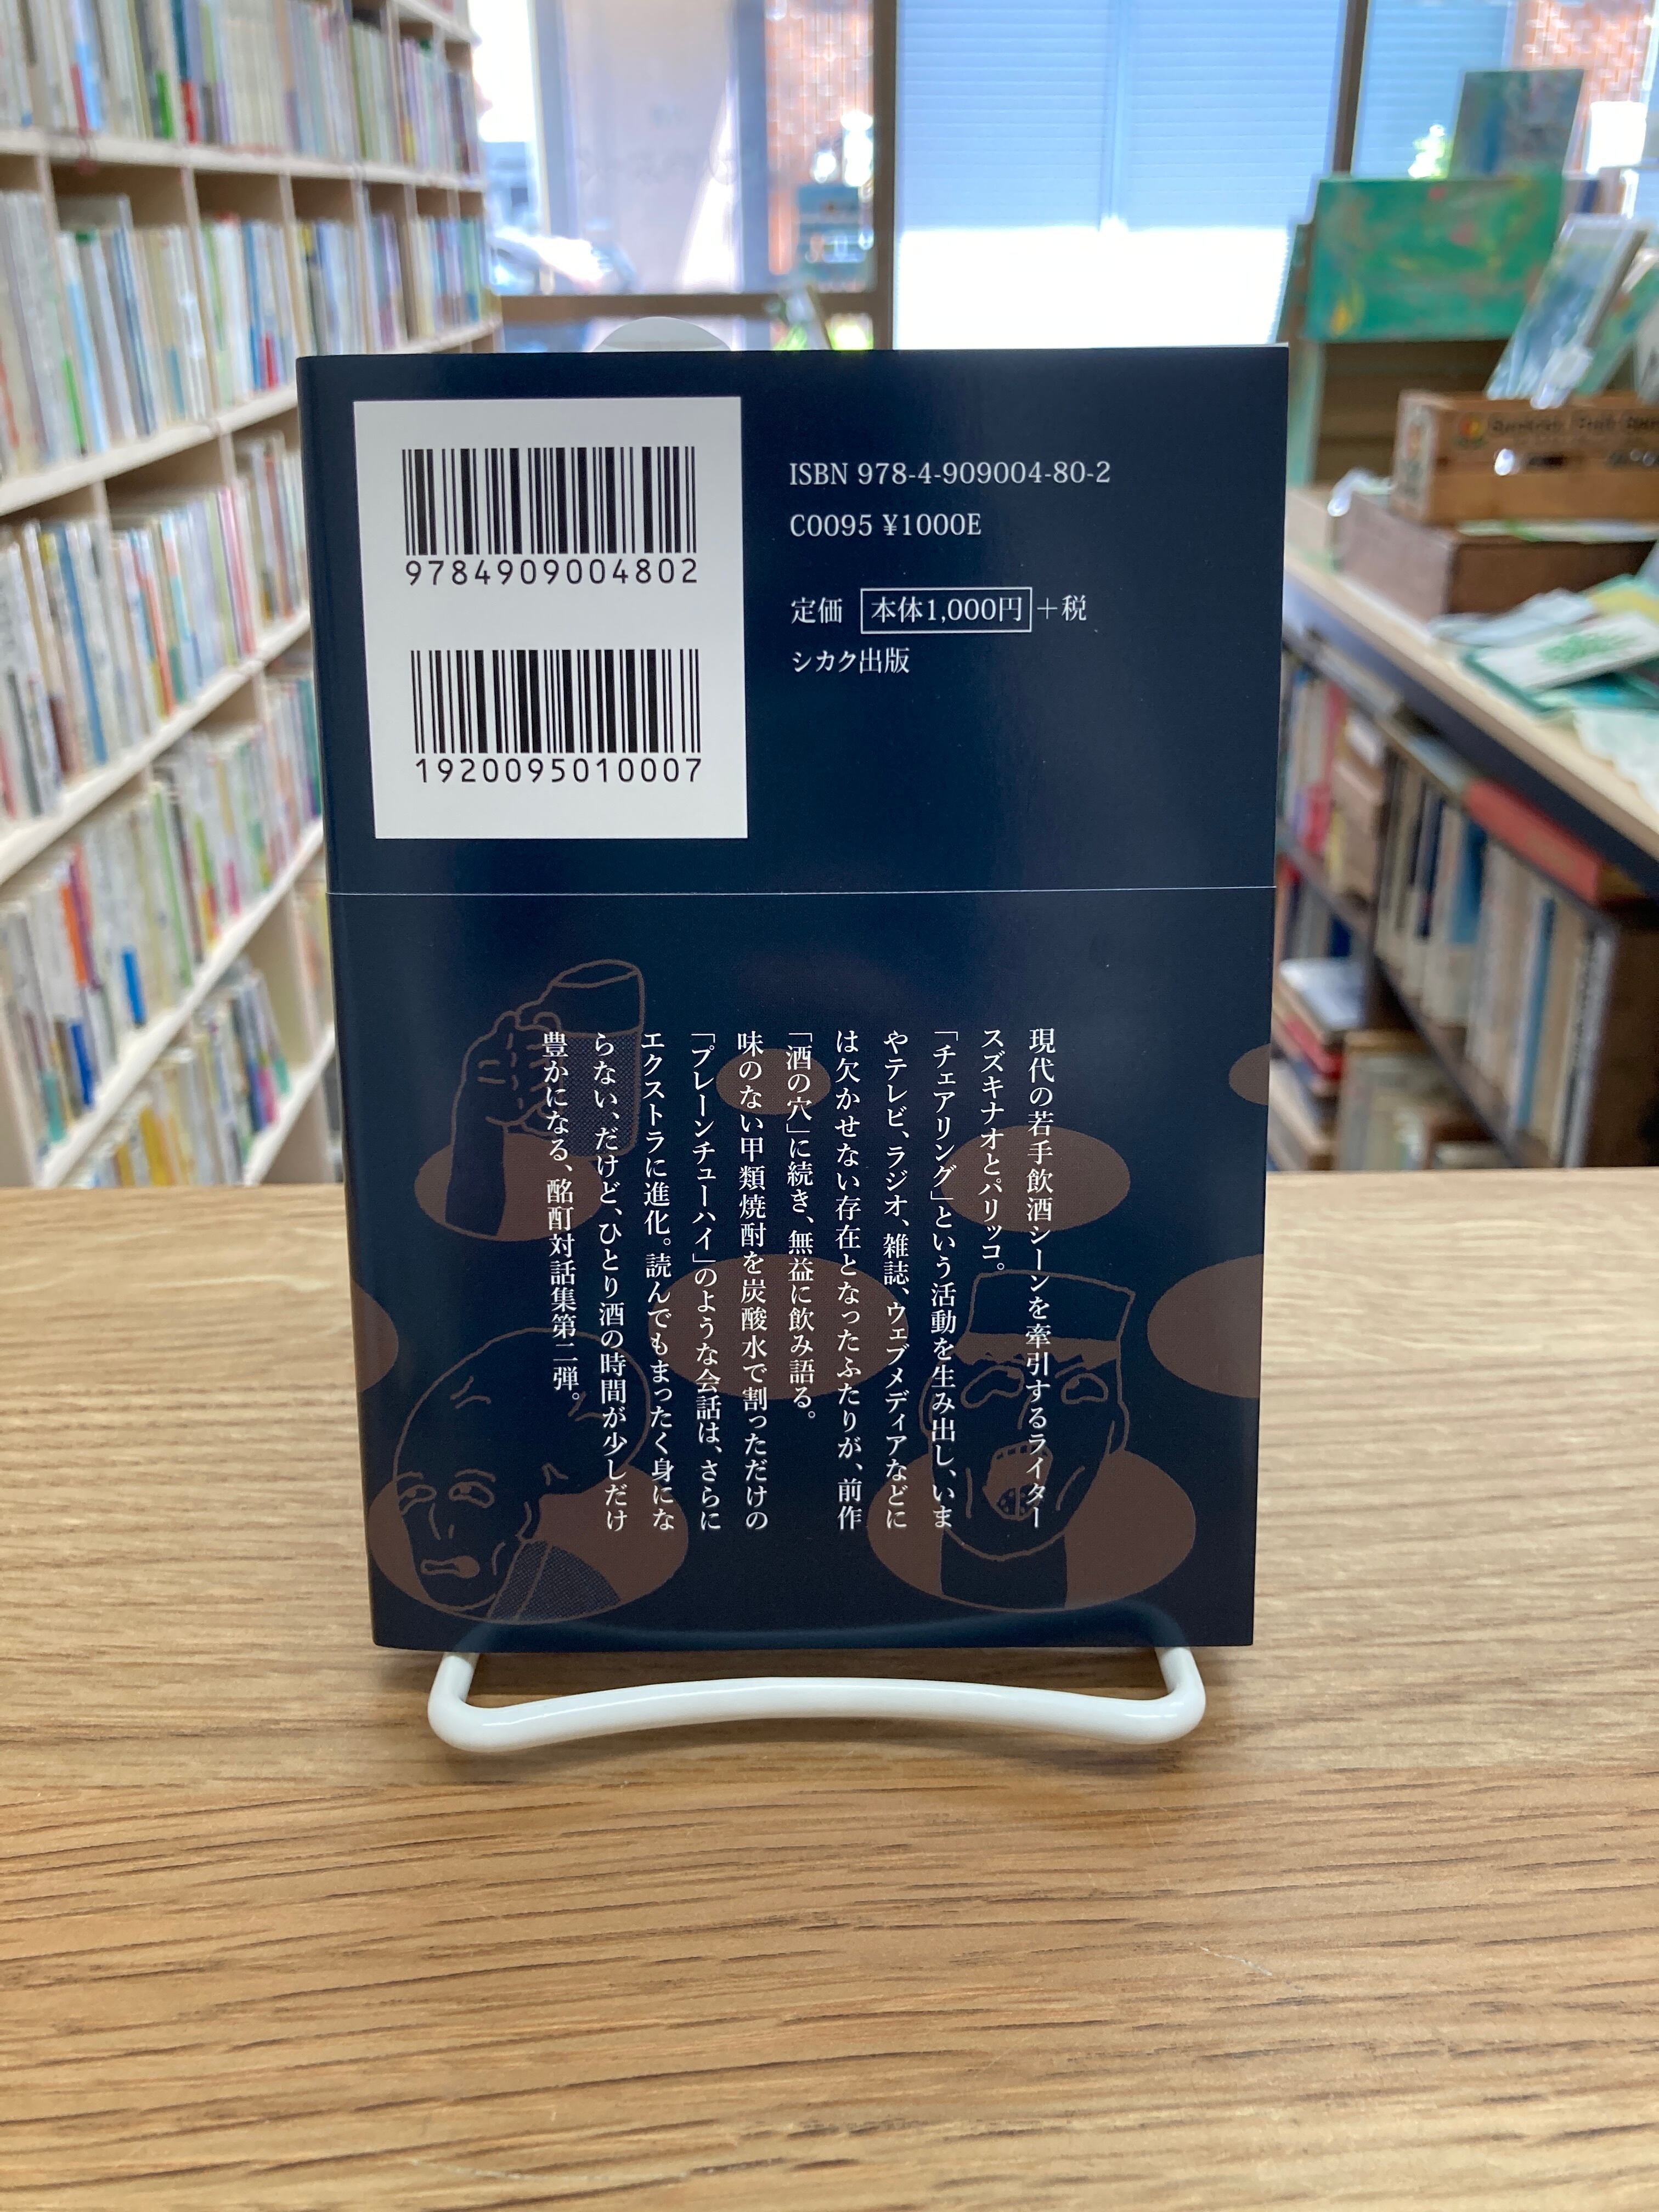 9784909004802
1920095010007
ISBN 978-4-909004-80-2
C0095 ¥1000E
定価 本体1,000円＋税
シカク出版
現代の若手飲酒シーンを牽引するライター
スズキナオとパリッコ。
「チェアリング」という活動を生み出し、いま
やテレビ、ラジオ、雑誌、ウェブメディアなどに
は欠かせない存在となったふたりが、前作
「酒の穴」に続き、無益に飲み語る。
味のない甲類焼酎を炭酸水で割っただけの
「プレーンチューハイ」のような会話は、さらに
エクストラに進化。読んでもまったく身にな
らない、だけど、ひとり酒の時間が少しだけ
豊かになる、酩酊対話集第二弾。